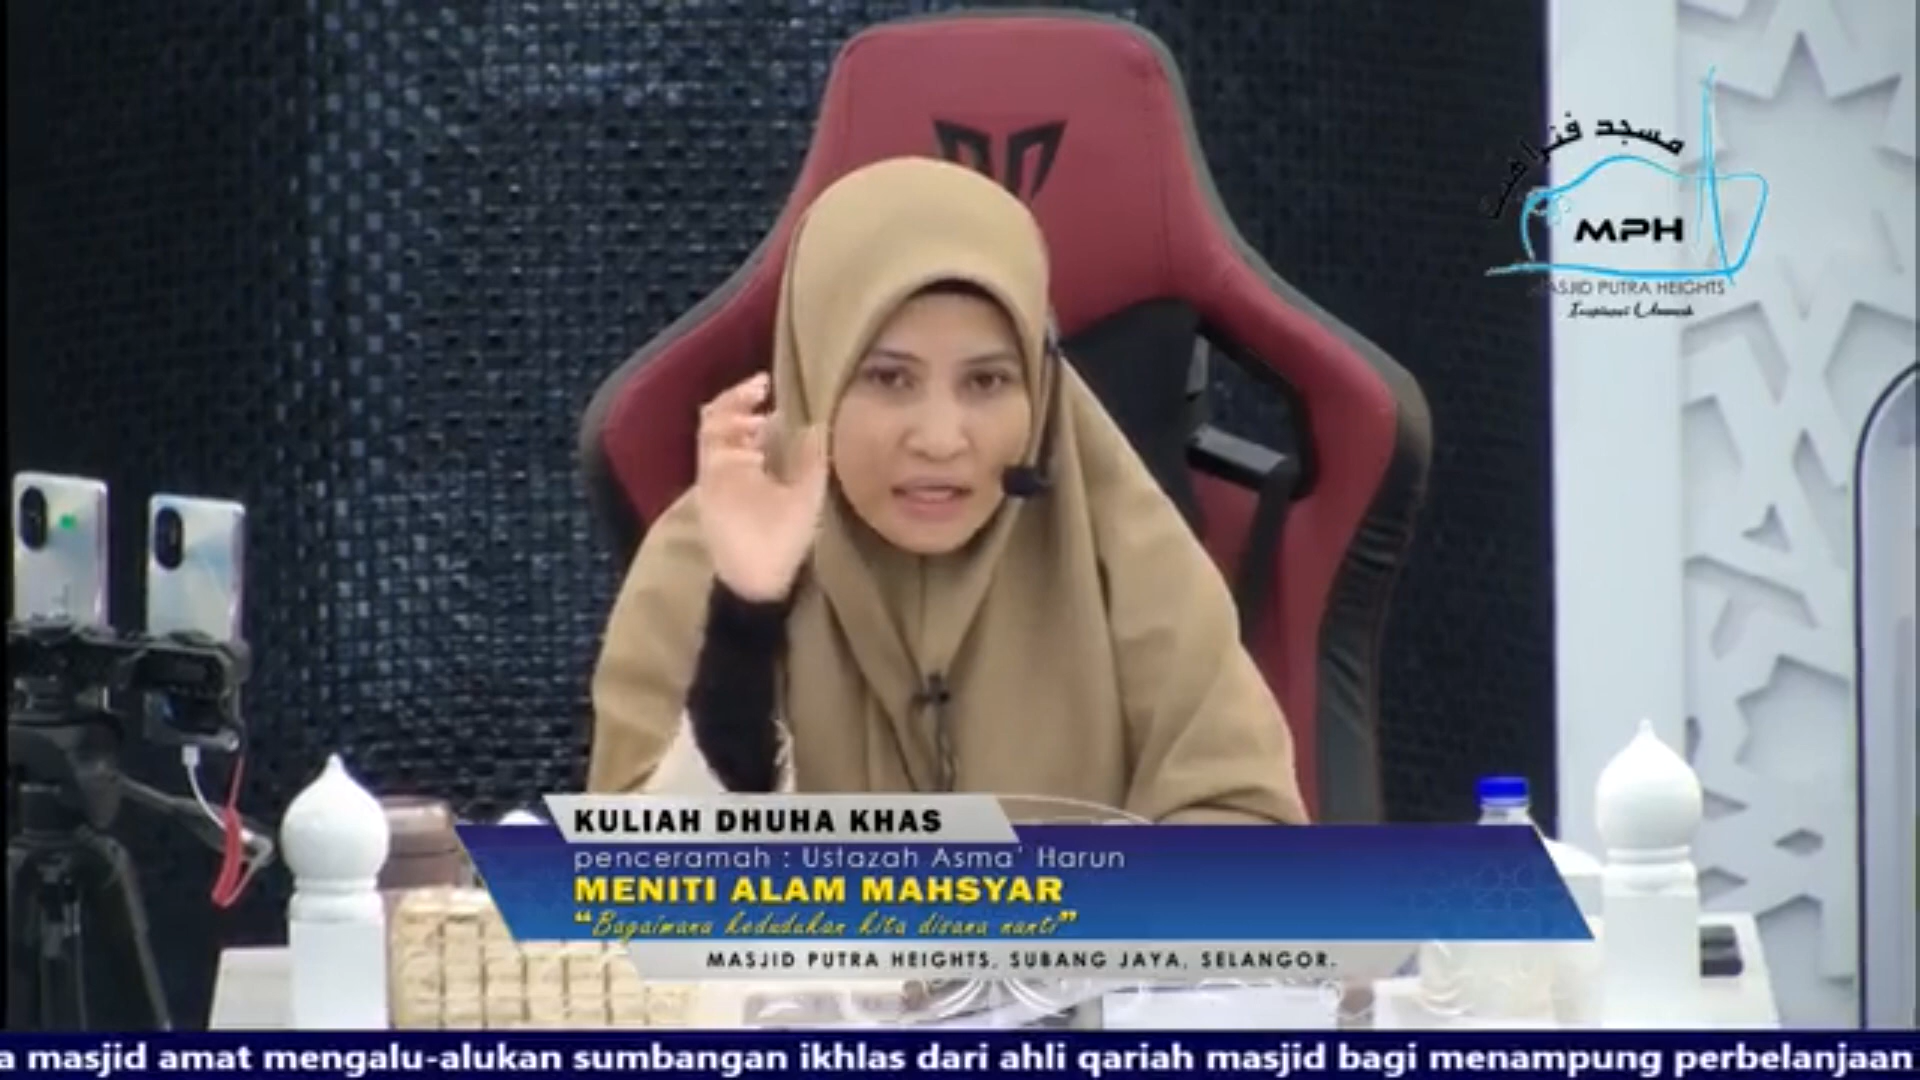 مسجد
MPH
MASJID PUTRA HEIGHTS
KULIAH DHUHA KHAS
penceramah : Ustazah Asma' Harun
MENITI ALAM MAHSYAR
“Bagaimana kedudukan kita disana nanti”
MASJID PUTRA HEIGHTS, SUBANG JAYA, SELANGOR.
a masjid amat mengalu-alukan sumbangan ikhlas dari ahli qariah masjid bagi menampung perbelanjaan